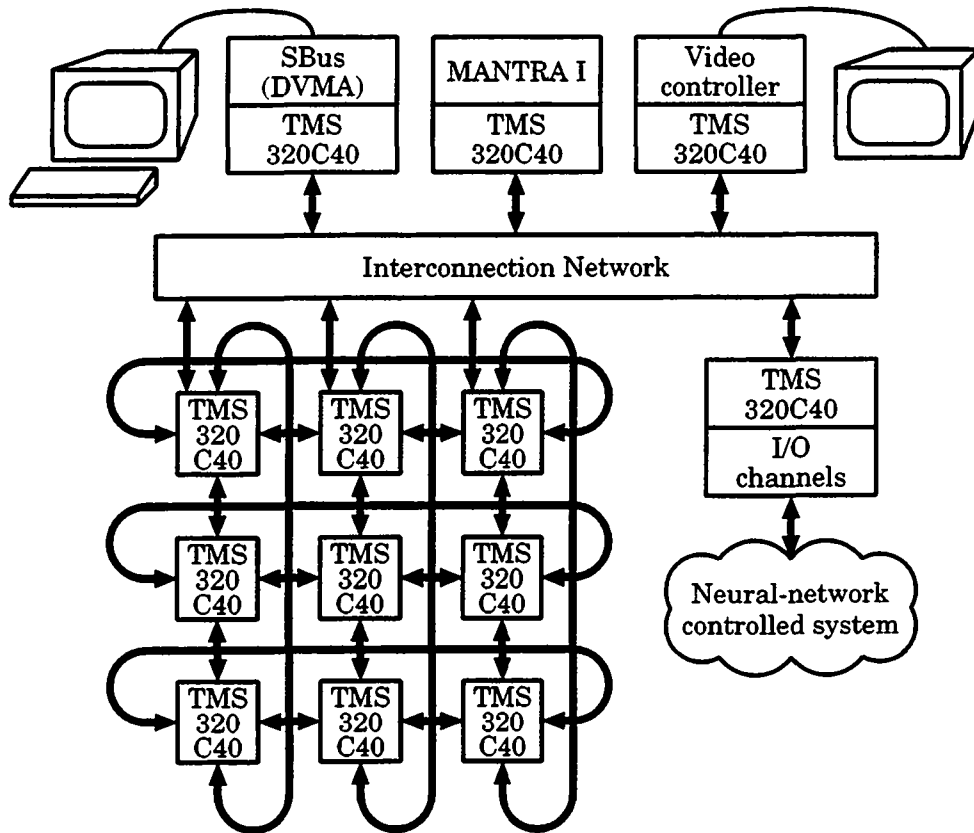 SBus
(DVMA)
TMS
320C40
MANTRA I
TMS
320C40
Video
controller
TMS
320C40
Interconnection Network
TMS
320
C40
TMS
320
C40
TMS
320
C40
TMS
320C40
I/O
channels
TMS
320
C40
TMS
320
C40
TMS
320
C40
Neural-network
controlled system
TMS
320
C40
TMS
320
C40
TMS
320
C40